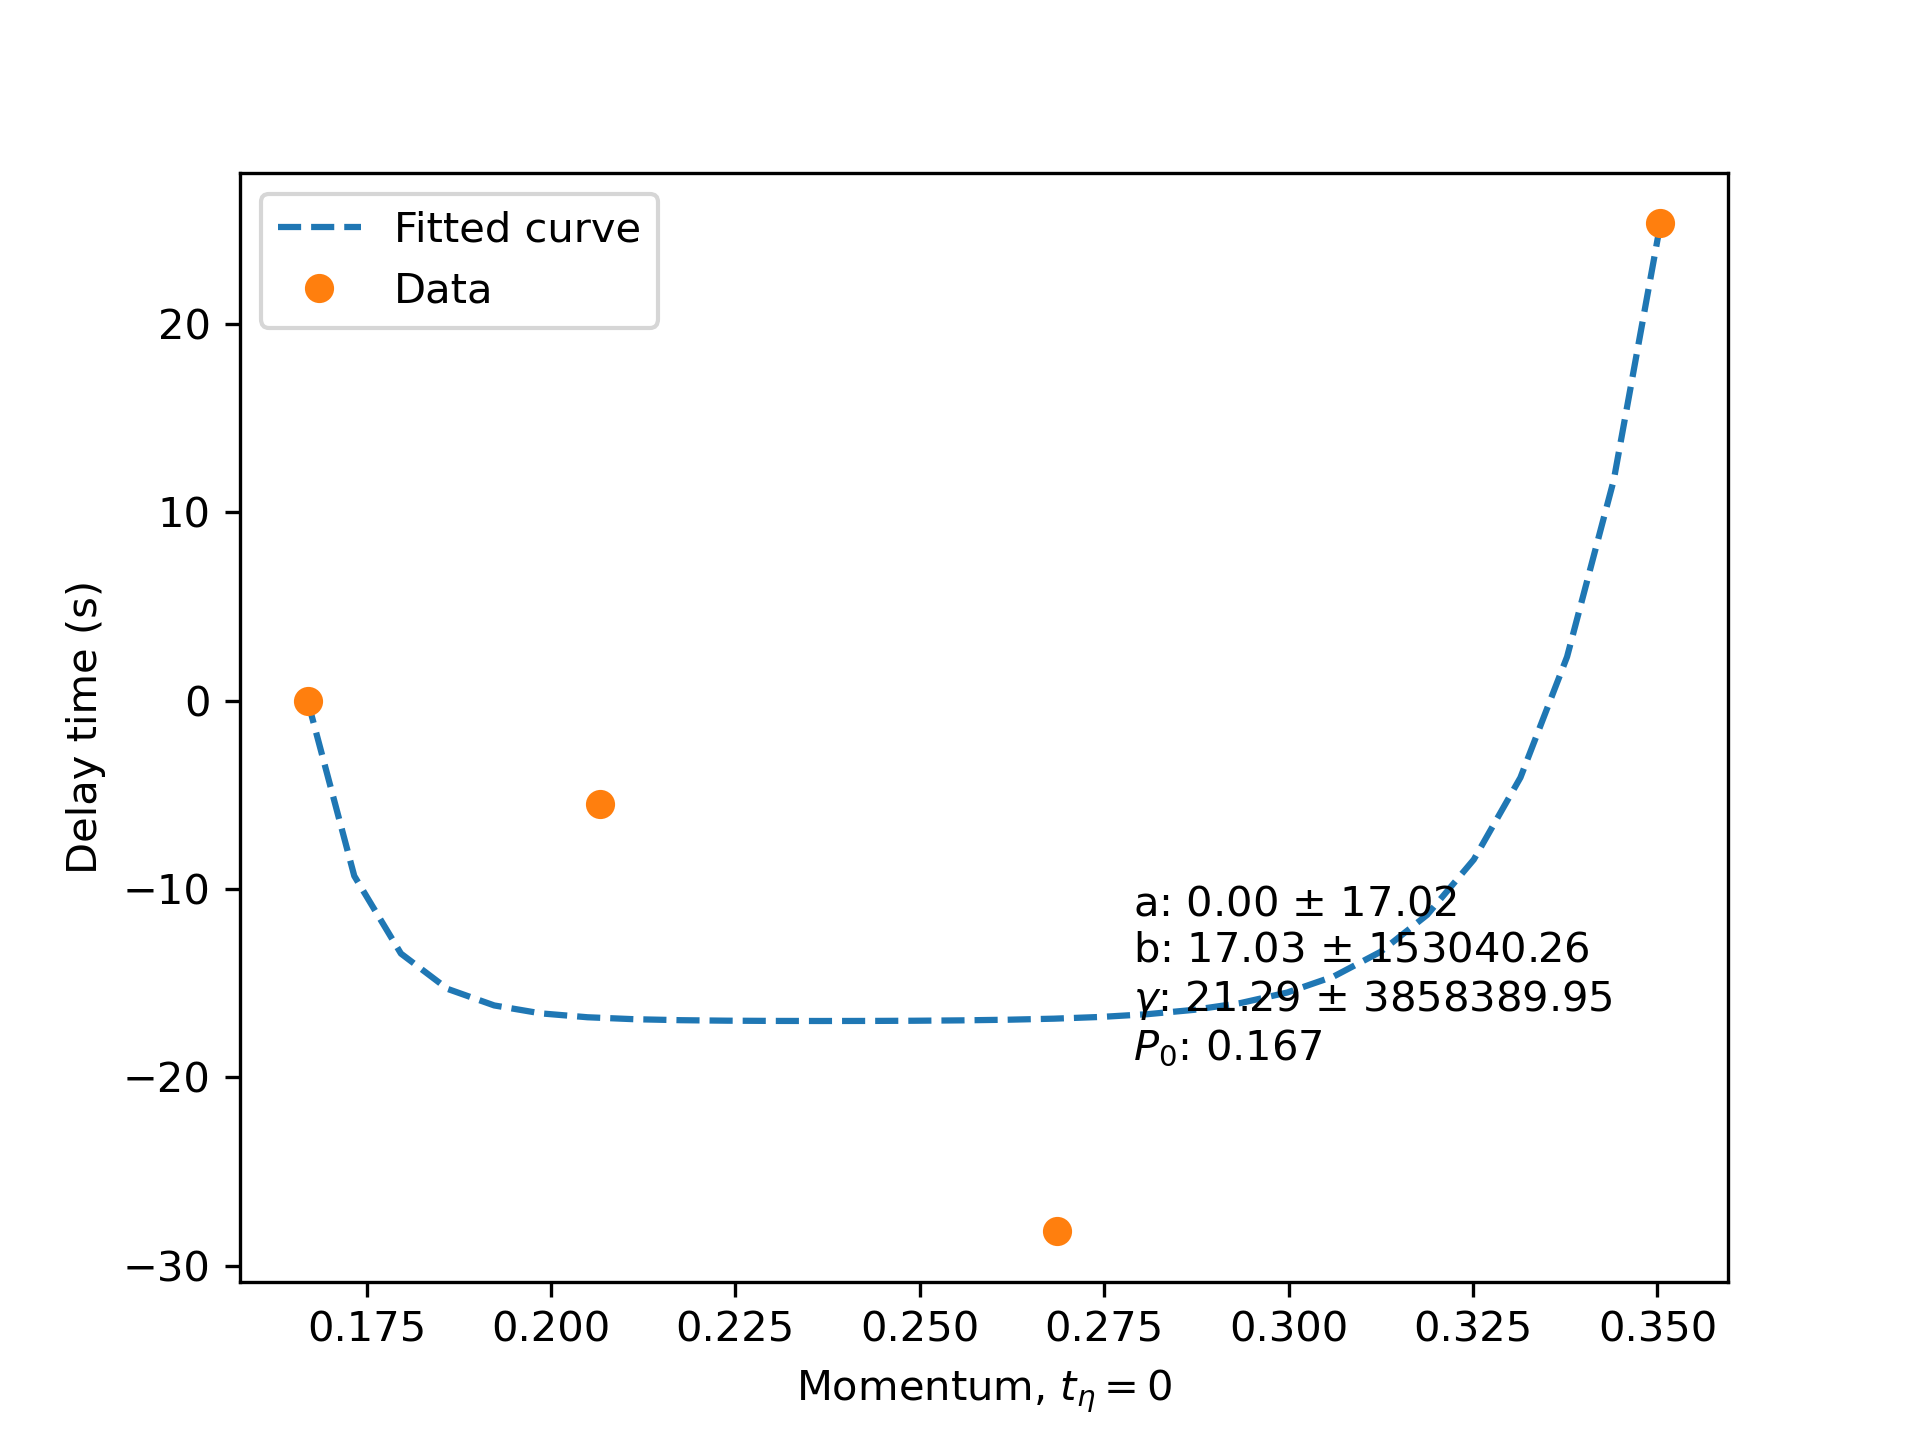 Fitted curve
Data
20
10
0
−10
−20
−30
Delay time (s)
a: 0.00 ± 17.02
b: 17.03 ± 153040.26
γ: 21.29 ± 3858389.95
P₀: 0.167
0.175 0.200 0.225 0.250 0.275 0.300 0.325 0.350
Momentum, tη = 0